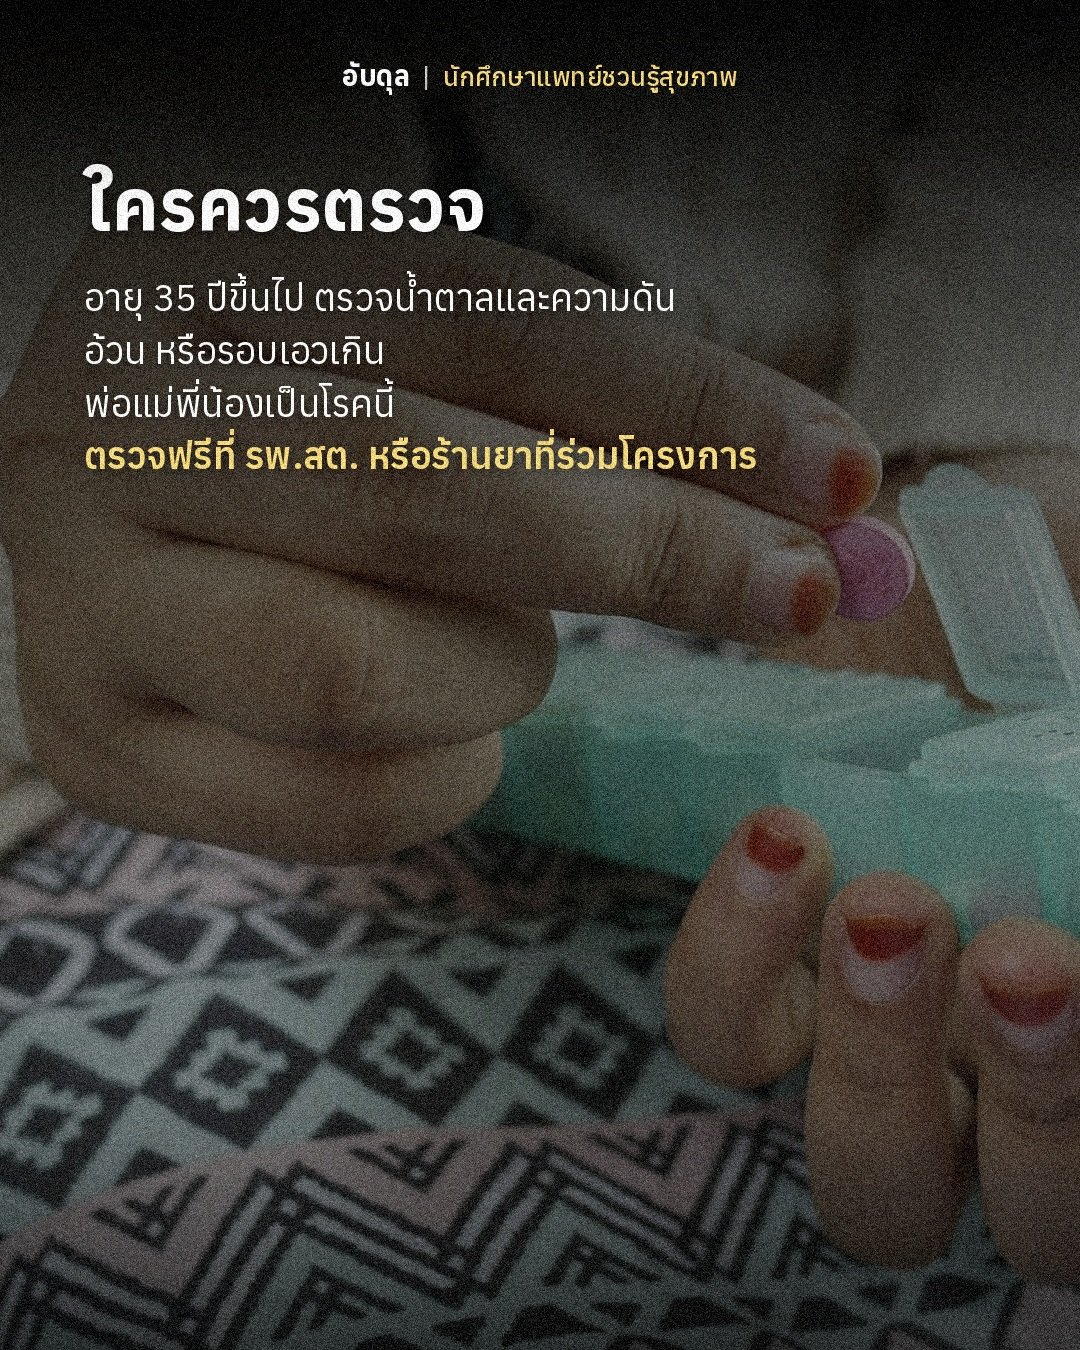 อับดุล | นักศึกษาแพทย์ชวนรู้สุขภาพ
ใครควรตรวจ
อายุ 35 ปีขึ้นไป ตรวจน้ำตาลและความดัน
อ้วน หรือรอบเอวเกิน
พ่อแม่พี่น้องเป็นโรคนี้
ตรวจฟรีที่ รพ.สต. หรือร้านยาที่ร่วมโครงการ